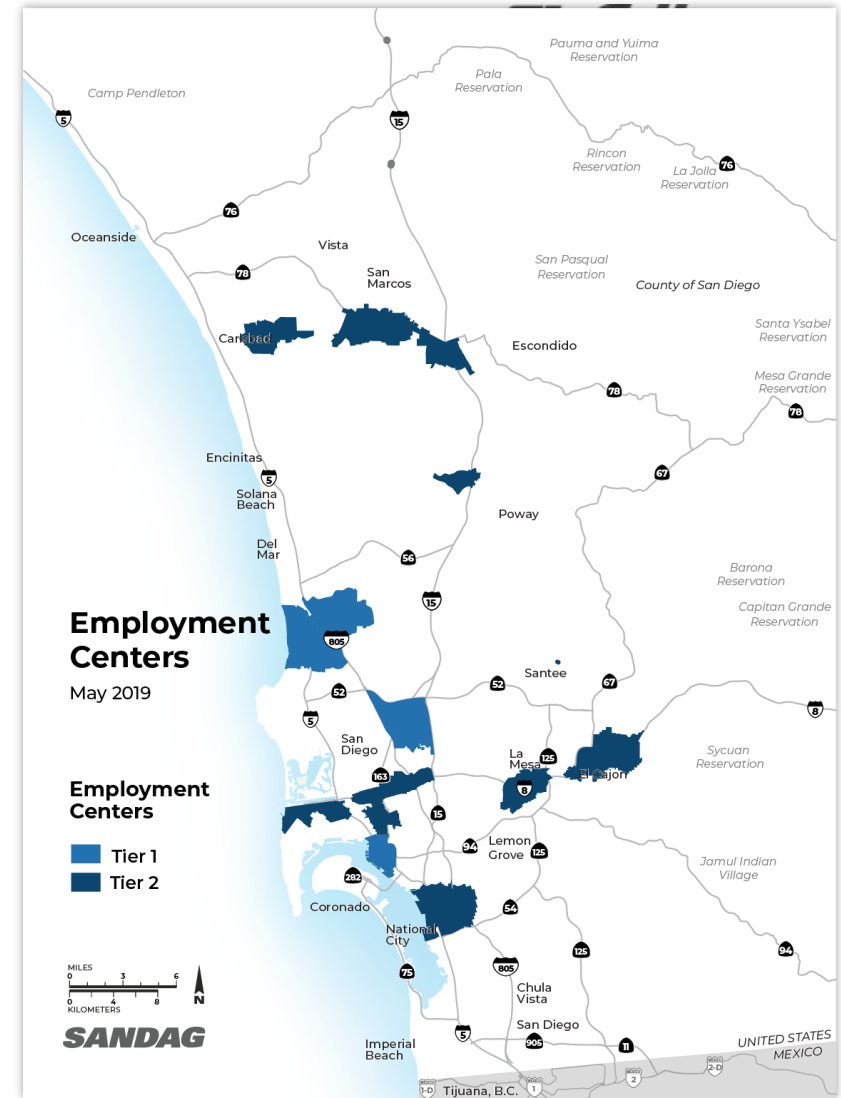 Pauma and Yuima
Reservation
Pala
Reservation
Camp Pendleton
5
15
Rincon
Reservation
76
La Jolla
Reservation
76
Oceanside
Vista
78
San
Marcos
San Pasqual
Reservation
County of San Diego
Santa Ysabel
Reservation
Carlsbad
Escondido
Mesa Grande
Reservation
78
78
Encinitas
5
67
Solana
Beach
Poway
Del
Mar
56
Barona
Reservation
15
Capitan Grande
Reservation
Employment
Centers
May 2019
805
Santee
52
52
67
5
8
San
Diego
La
Mesa
125
Sycuan
Reservation
163
El Cajon
8
Employment
Centers
15
94
Lemon
Grove
125
Tier 1
Tier 2
Jamul Indian
Village
282
Coronado
54
National
City
125
94
805
75
MILES
0 3 6
0 4 8
KILOMETERS
N
Chula
Vista
San Diego
SANDAG
5
905
11
Imperial
Beach
UNITED STATES
MEXICO
1-D
Tijuana, B.C.
1
2
2-D